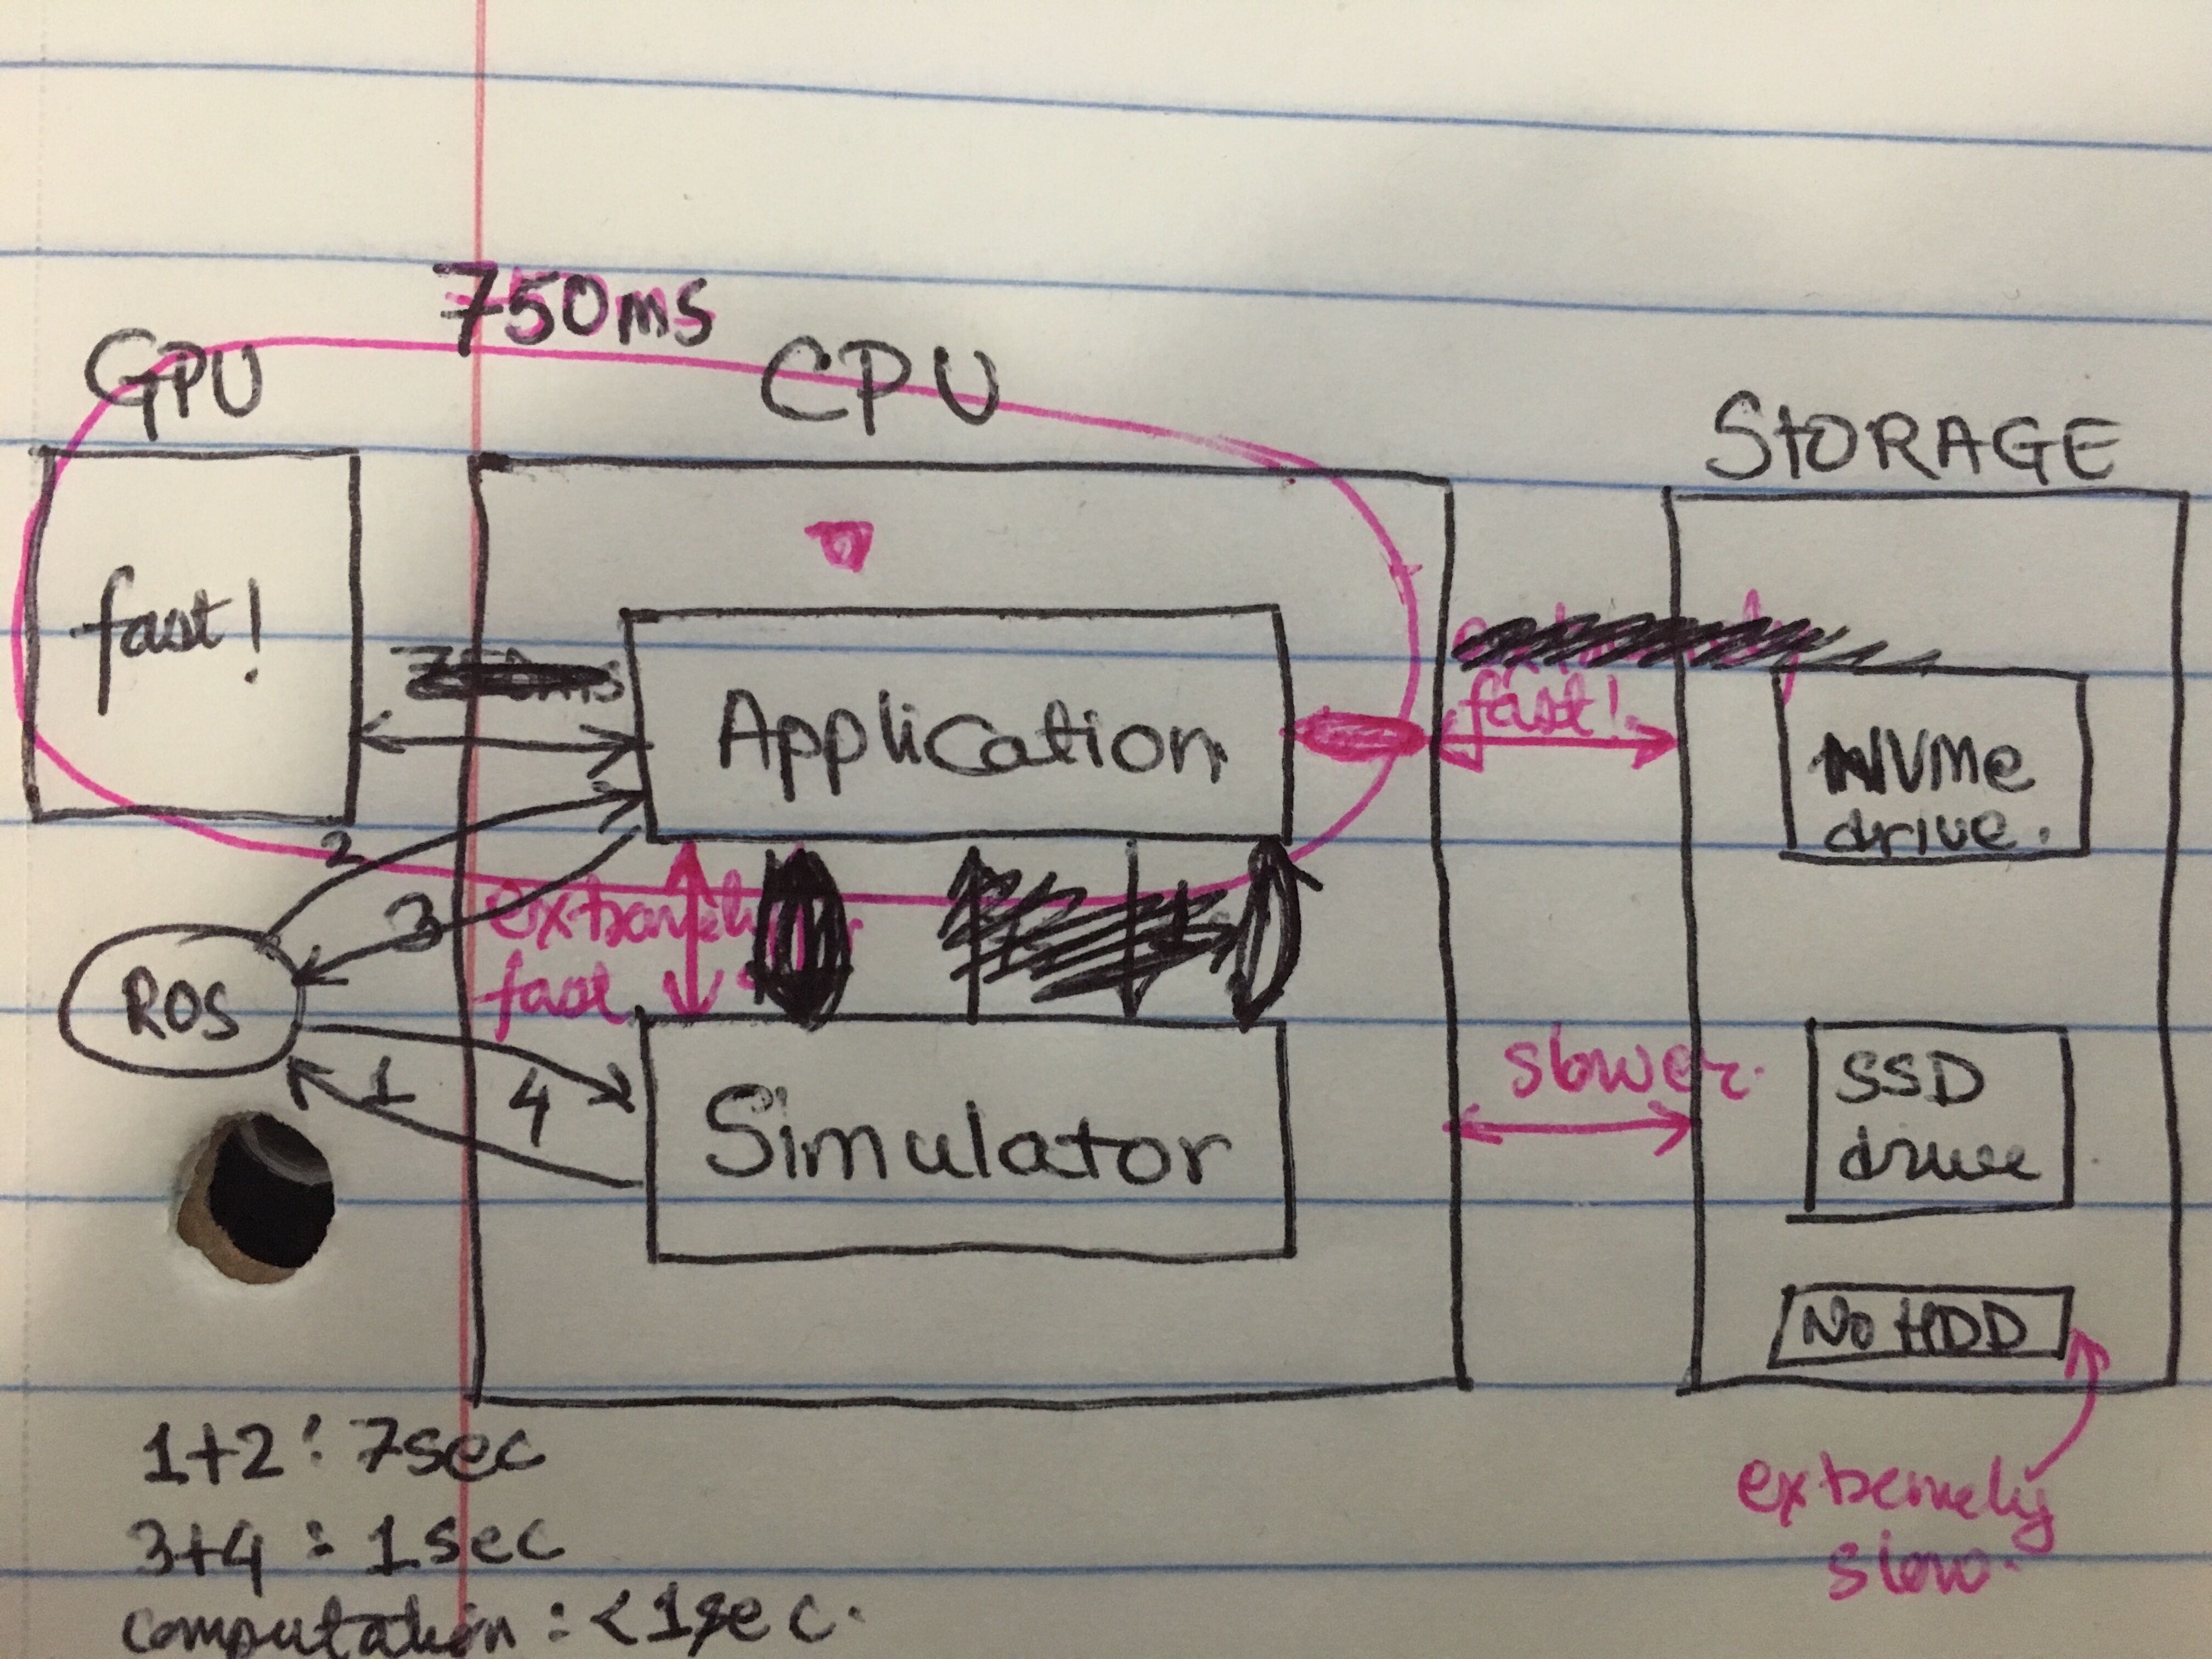 750ms
GPU
CPU
STORAGE
fast!
Application
fast!
NVMe
drive.
2
3
extremely
fast
ROS
1
4
Simulator
slower.
SSD
drive
No HDD
extremely
slow.
1+2: 7sec
3+4: 1sec
computation: <1sec.